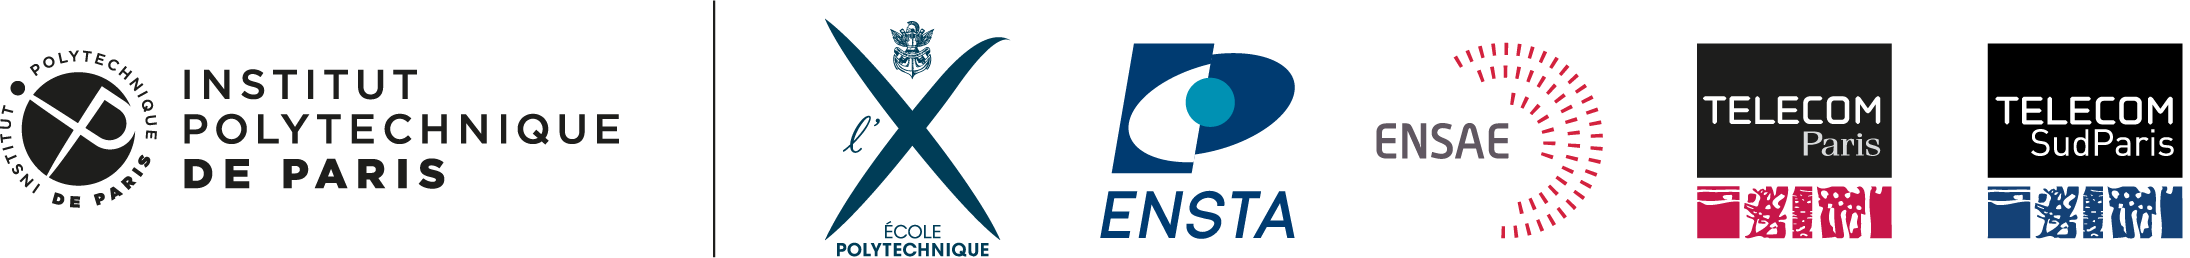 INSTITUT POLYTECHNIQUE DE PARIS
INSTITUT
POLYTECHNIQUE
DE PARIS
l'X
ÉCOLE
POLYTECHNIQUE
ENSTA
ENSAE
TELECOM
Paris
TELECOM
SudParis